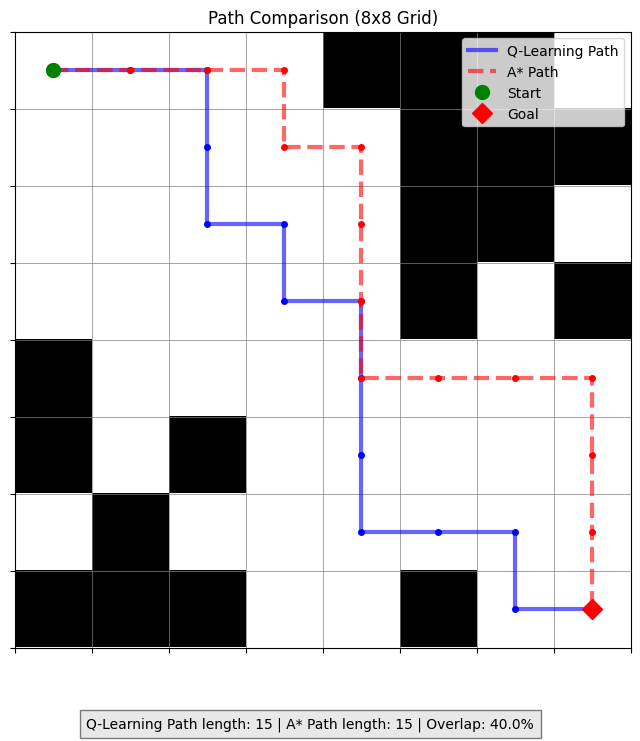 Path Comparison (8x8 Grid)
Q-Learning Path
A* Path
Start
Goal
Q-Learning Path length: 15 | A* Path length: 15 | Overlap: 40.0%